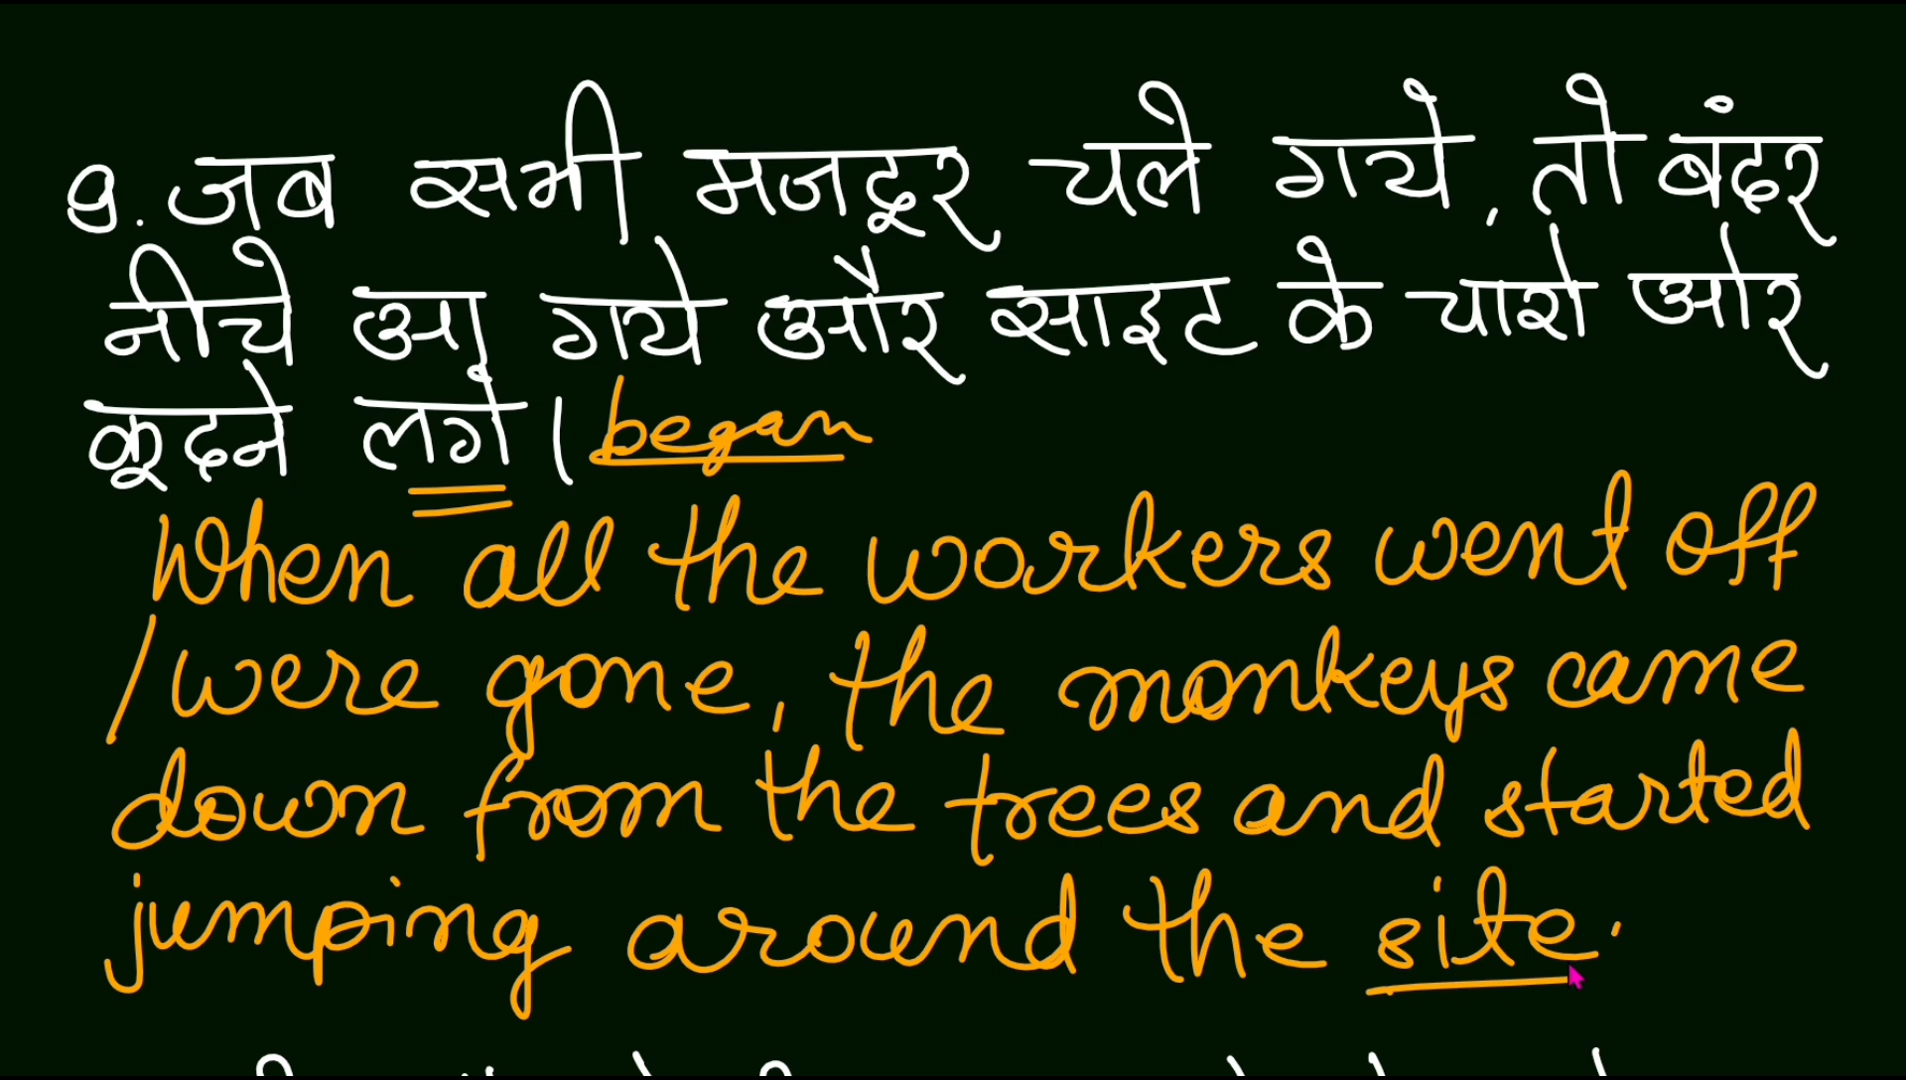 9. जब सभी मजदूर चले गये, तो बंदर
नीचे आ गये और साइट के चारो ओर
कूदने लगे। began
When all the workers went off
/were gone, the monkeys came
down from the trees and started
jumping around the site.